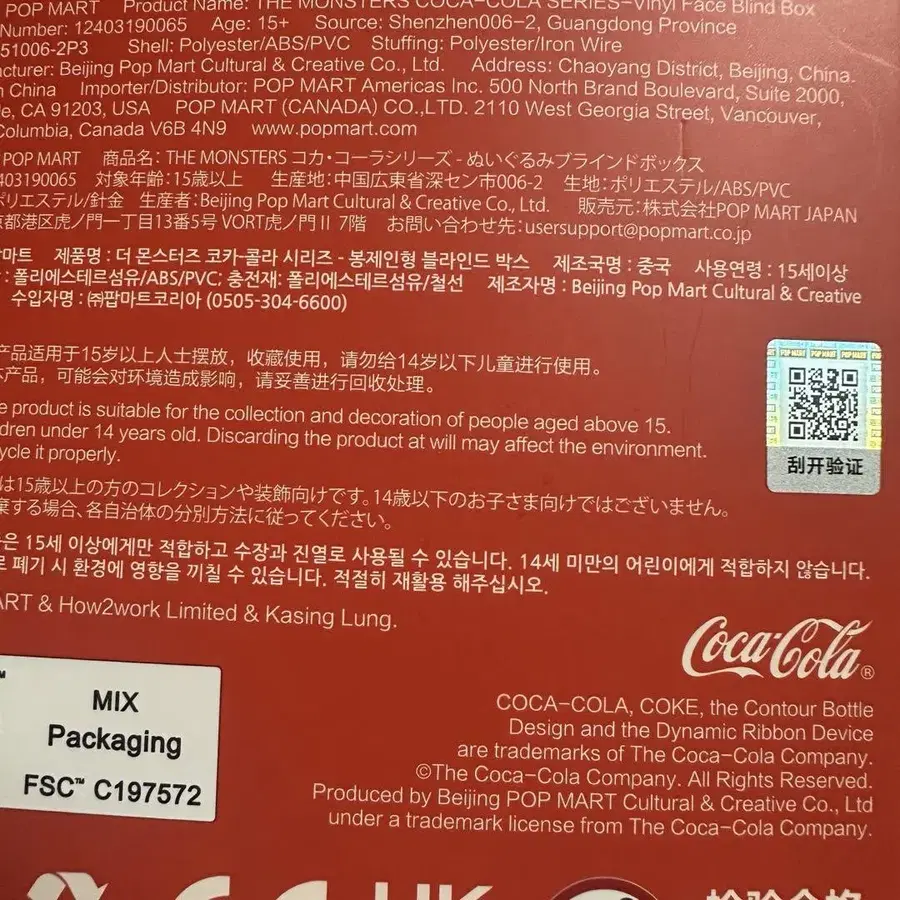 POP MART Product Name: THE MONSTERS COCA-COLA SERIES-Vinyl Face Blind Box
Number: 12403190065 Age: 15+ Source: Shenzhen006-2, Guangdong Province
51006-2P3 Shell: Polyester/ABS/PVC Stuffing: Polyester/Iron Wire
cturer: Beijing Pop Mart Cultural & Creative Co., Ltd. Address: Chaoyang District, Beijing, China.
n China Importer/Distributor: POP MART Americas Inc. 500 North Brand Boulevard, Suite 2000,
le, CA 91203, USA POP MART (CANADA) CO.,LTD. 2110 West Georgia Street, Vancouver,
Columbia, Canada V6B 4N9 www.popmart.com
POP MART 商品名: THE MONSTERS コカ・コーラシリーズ - ぬいぐるみブラインドボックス
403190065 対象年齢:15歳以上 生産地:中国広東省深セン市006-2 生地:ポリエステル/ABS/PVC
ポリエステル/針金 生産者:Beijing Pop Mart Cultural & Creative Co., Ltd. 販売元:株式会社POP MART JAPAN
京都港区虎ノ門一丁目13番5号 VORT虎ノ門Ⅱ 7階 お問い合わせ先:usersupport@popmart.co.jp
팝마트 제품명 : 더 몬스터즈 코카-콜라 시리즈 - 봉제인형 블라인드 박스 제조국명 : 중국 사용연령 : 15세이상
: 폴리에스테르섬유/ABS/PVC; 충전재: 폴리에스테르섬유/철선 제조자명 : Beijing Pop Mart Cultural & Creative
수입자명 : ㈜팝마트코리아 (0505-304-6600)
产品适用于15岁以上人士摆放，收藏使用，请勿给14岁以下儿童进行使用。
本产品，可能会对环境造成影响，请妥善进行回收处理。
e product is suitable for the collection and decoration of people aged above 15.
dren under 14 years old. Discarding the product at will may affect the environment.
ycle it properly.
は15歳以上の方のコレクションや装飾向けです。14歳以下のお子さま向けではございません。
棄する場合、各自治体の分別方法に従ってください。
은 15세 이상에게만 적합하고 수장과 진열로 사용될 수 있습니다. 14세 미만의 어린이에게 적합하지 않습니다.
로 폐기 시 환경에 영향을 끼칠 수 있습니다. 적절히 재활용 해주십시오.
ART & How2work Limited & Kasing Lung.
POP MART POP MART POP MART
刮开验证
Coca-Cola®
COCA-COLA, COKE, the Contour Bottle
Design and the Dynamic Ribbon Device
are trademarks of The Coca-Cola Company.
©The Coca-Cola Company. All Rights Reserved.
Produced by Beijing POP MART Cultural & Creative Co., Ltd
under a trademark license from The Coca-Cola Company.
MIX
Packaging
FSC™ C197572
UK
检验合格